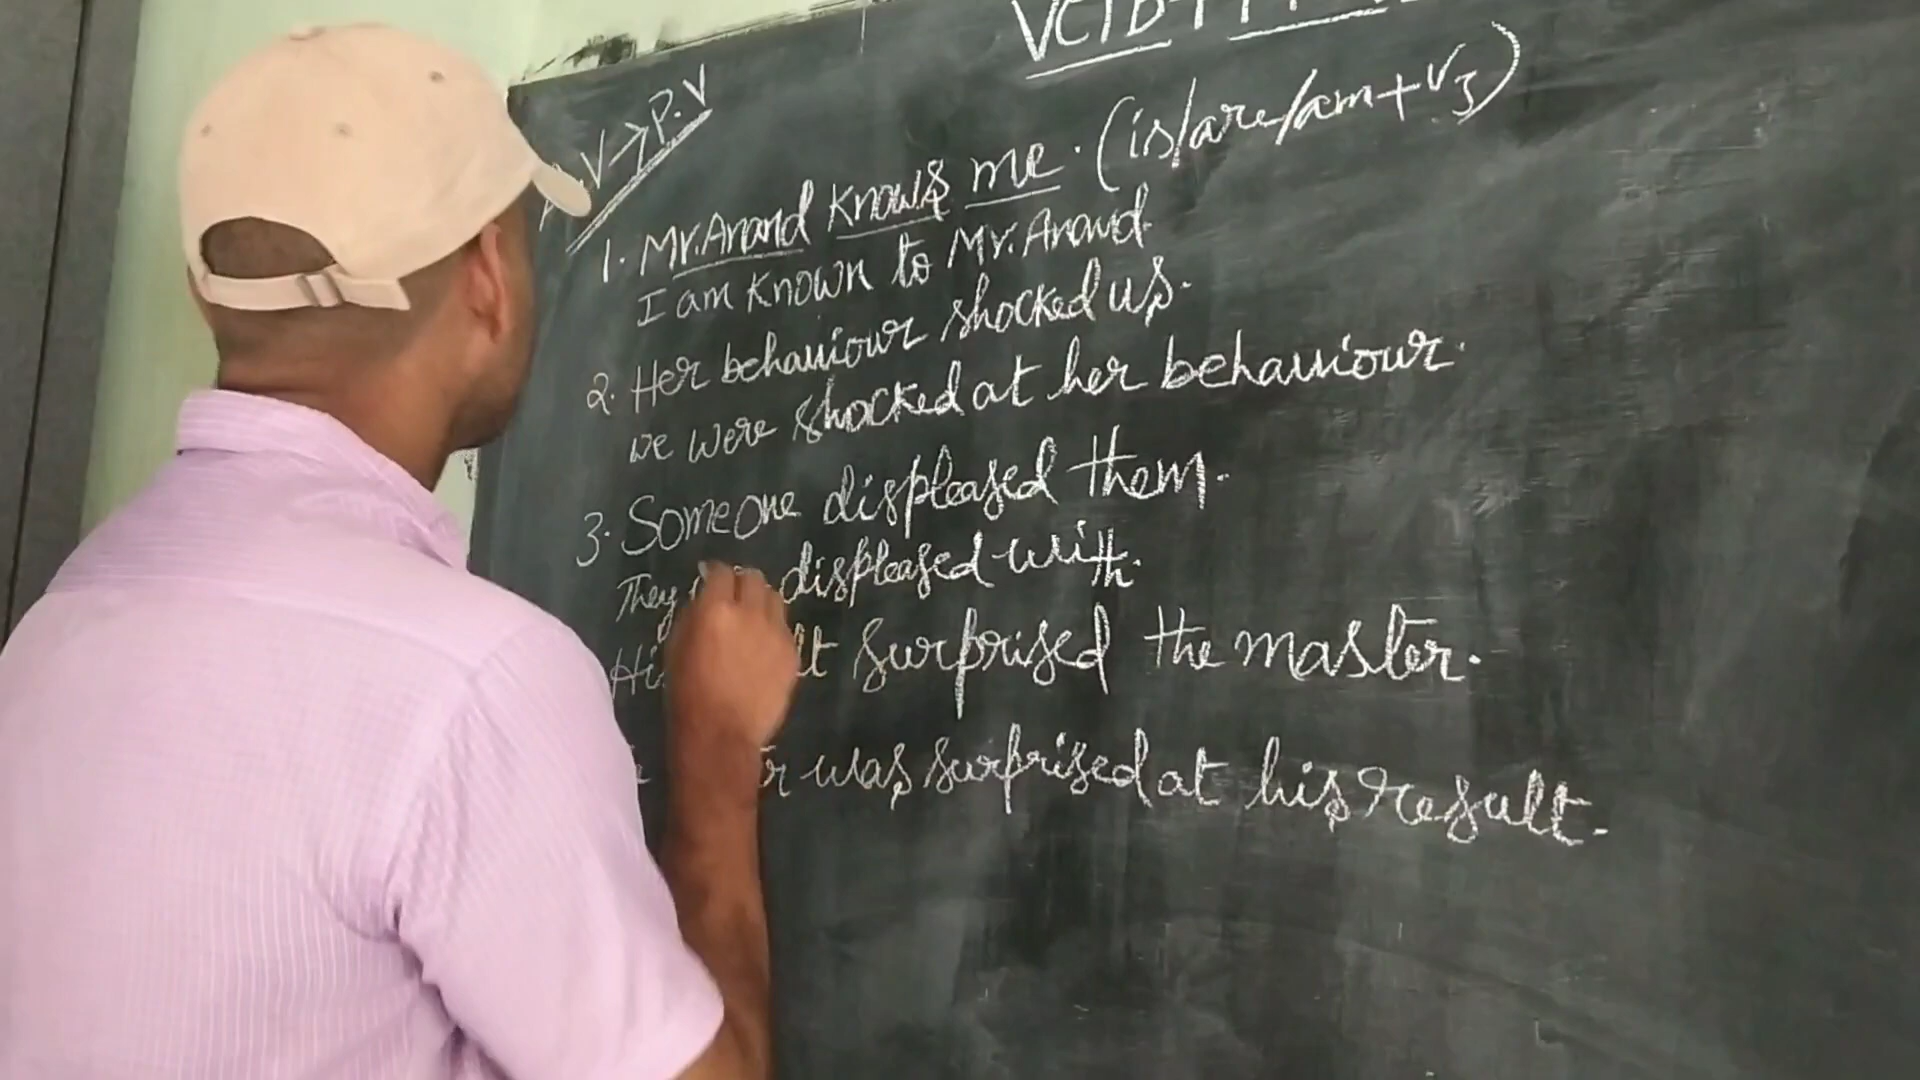 V→P.V
1. Mr. Anand knows me. (is/are/am+V3)
I am known to Mr. Anand
2. Her behaviour shocked us.
we were shocked at her behaviour.
3. Someone displeased them.
They displeased with.
surprised the master.
was surprised at his result.